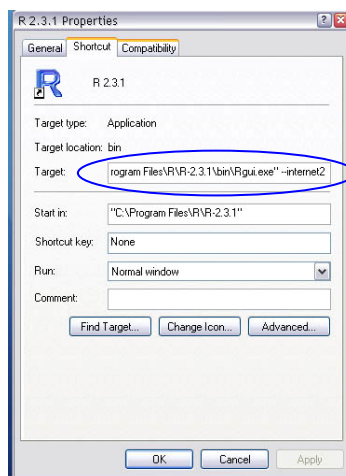 R 2.3.1 Properties
General Shortcut Compatibility
R 2.3.1
Target type: Application
Target location: bin
Target: rogram Files\R\R-2.3.1\bin\Rgui.exe" --internet2
Start in: "C:\Program Files\R\R-2.3.1"
Shortcut key: None
Run: Normal window
Comment:
Find Target... Change Icon... Advanced...
OK Cancel Apply